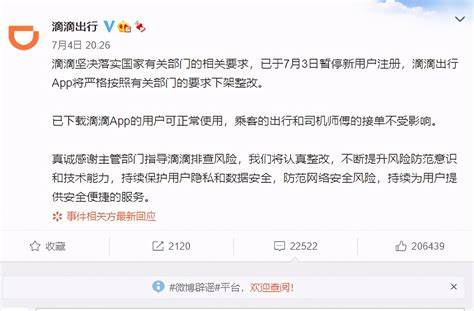 滴滴出行
7月4日 20:26
滴滴坚决落实国家有关部门的相关要求，已于7月3日暂停新用户注册，滴滴出行
App将严格按照有关部门的要求下架整改。
已下载滴滴App的用户可正常使用，乘客的出行和司机师傅的接单不受影响。
真诚感谢主管部门指导滴滴排查风险，我们将认真整改，不断提升风险防范意识
和技术能力，持续保护用户隐私和数据安全，防范网络安全风险，持续为用户提
供安全便捷的服务。
事件相关方最新回应
收藏 2120 22522 206439
#微博辟谣#平台，欢迎查阅！